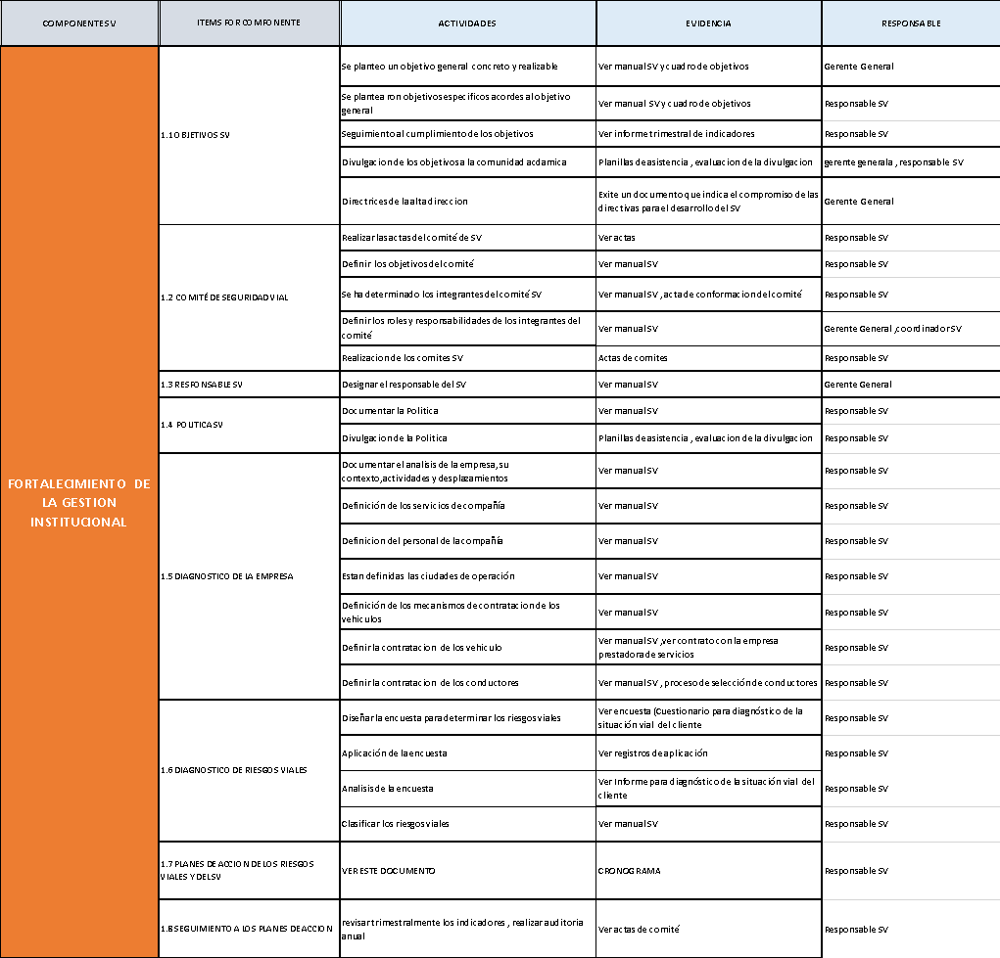 COMPONENTE SV
ITEMS POR COMPONENTE
ACTIVIDADES
EVIDENCIA
RESPONSABLE
FORTALECIMIENTO DE
LA GESTION
INSTITUCIONAL
1.1 OBJETIVOS SV
Se planteo un objetivo general concreto y realizable
Ver manual SV y cuadro de objetivos
Gerente General
Se plantearon objetivos especificos acordes al objetivo
general
Ver manual SV y cuadro de objetivos
Responsable SV
Seguimiento al cumplimiento de los objetivos
Ver informe trimestral de indicadores
Responsable SV
Divulgacion de los objetivos a la comunidad acdamica
Planillas de asistencia , evaluacion de la divulgacion
gerente generala , responsable SV
Directrices de la alta direccion
Exite un documento que indica el compromiso de las
directivas para el desarrollo del SV
Gerente General
1.2 COMITÉ DE SEGURIDAD VIAL
Realizar las actas del comité de SV
Ver actas
Responsable SV
Definir los objetivos del comité
Ver manual SV
Responsable SV
Se ha determinado los integrantes del comité SV
Ver manual SV , acta de conformacion del comité
Responsable SV
Definir los roles y responsabilidades de los integrantes del
comité
Ver manual SV
Gerente General ,coordinador SV
Realizacion de los comites SV
Actas de comites
Responsable SV
1.3 RESPONSABLE SV
Designar el responsable del SV
Ver manual SV
Gerente General
1.4 POLITICA SV
Documentar la Politica
Ver manual SV
Responsable SV
Divulgacion de la Politica
Planillas de asistencia , evaluacion de la divulgacion
Responsable SV
1.5 DIAGNOSTICO DE LA EMPRESA
Documentar el analisis de la empresa, su
contexto,actividades y desplazamientos
Ver manual SV
Responsable SV
Definición de los servicios de compañía
Ver manual SV
Responsable SV
Definicion del personal de la compañía
Ver manual SV
Responsable SV
Estan definidas las ciudades de operación
Ver manual SV
Responsable SV
Definición de los mecanismos de contratacion de los
vehiculos
Ver manual SV
Responsable SV
Definir la contratacion de los vehiculo
Ver manual SV ,ver contrato con la empresa
prestadora de servicios
Responsable SV
Definir la contratacion de los conductores
Ver manual SV , proceso de selección de conductores
Responsable SV
1.6 DIAGNOSTICO DE RIESGOS VIALES
Diseñar la encuesta para determinar los riesgos viales
Ver encuesta (Cuestionario para diagnóstico de la
situación vial del cliente
Responsable SV
Aplicación de la encuesta
Ver registros de aplicación
Responsable SV
Analisis de la encuesta
Ver Informe para diagnóstico de la situación vial del
cliente
Responsable SV
Clasificar los riesgos viales
Ver manual SV
Responsable SV
1.7 PLANES DE ACCION DE LOS RIESGOS
VIALES Y DEL SV
VER ESTE DOCUMENTO
CRONOGRAMA
Responsable SV
1.8 SEGUIMIENTO A LOS PLANES DE ACCION
revisar trimestralmente los indicadores , realizar auditoria
anual
Ver actas de comité
Responsable SV